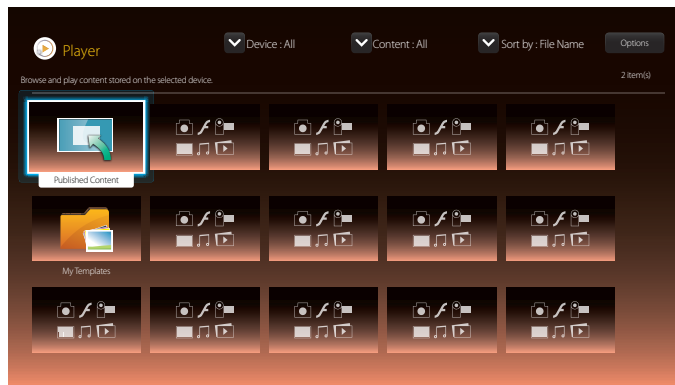 Player
Device : All
Content : All
Sort by : File Name
Options
Browse and play content stored on the selected device.
2 item(s)
Published Content
My Templates